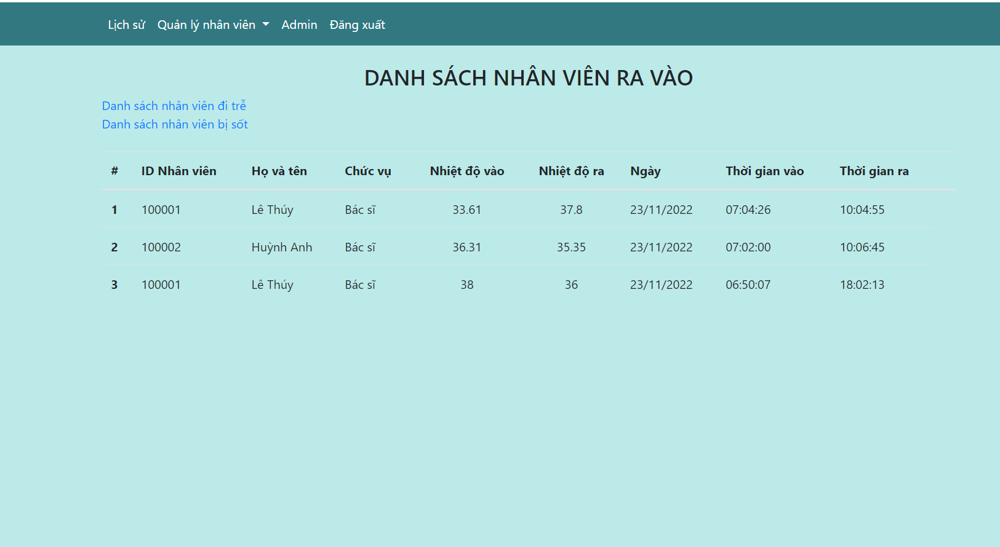 Lịch sử Quản lý nhân viên Admin Đăng xuất
DANH SÁCH NHÂN VIÊN RA VÀO
Danh sách nhân viên đi trễ
Danh sách nhân viên bị sốt
# ID Nhân viên Họ và tên Chức vụ Nhiệt độ vào Nhiệt độ ra Ngày Thời gian vào Thời gian ra
1 100001 Lê Thúy Bác sĩ 33.61 37.8 23/11/2022 07:04:26 10:04:55
2 100002 Huỳnh Anh Bác sĩ 36.31 35.35 23/11/2022 07:02:00 10:06:45
3 100001 Lê Thúy Bác sĩ 38 36 23/11/2022 06:50:07 18:02:13